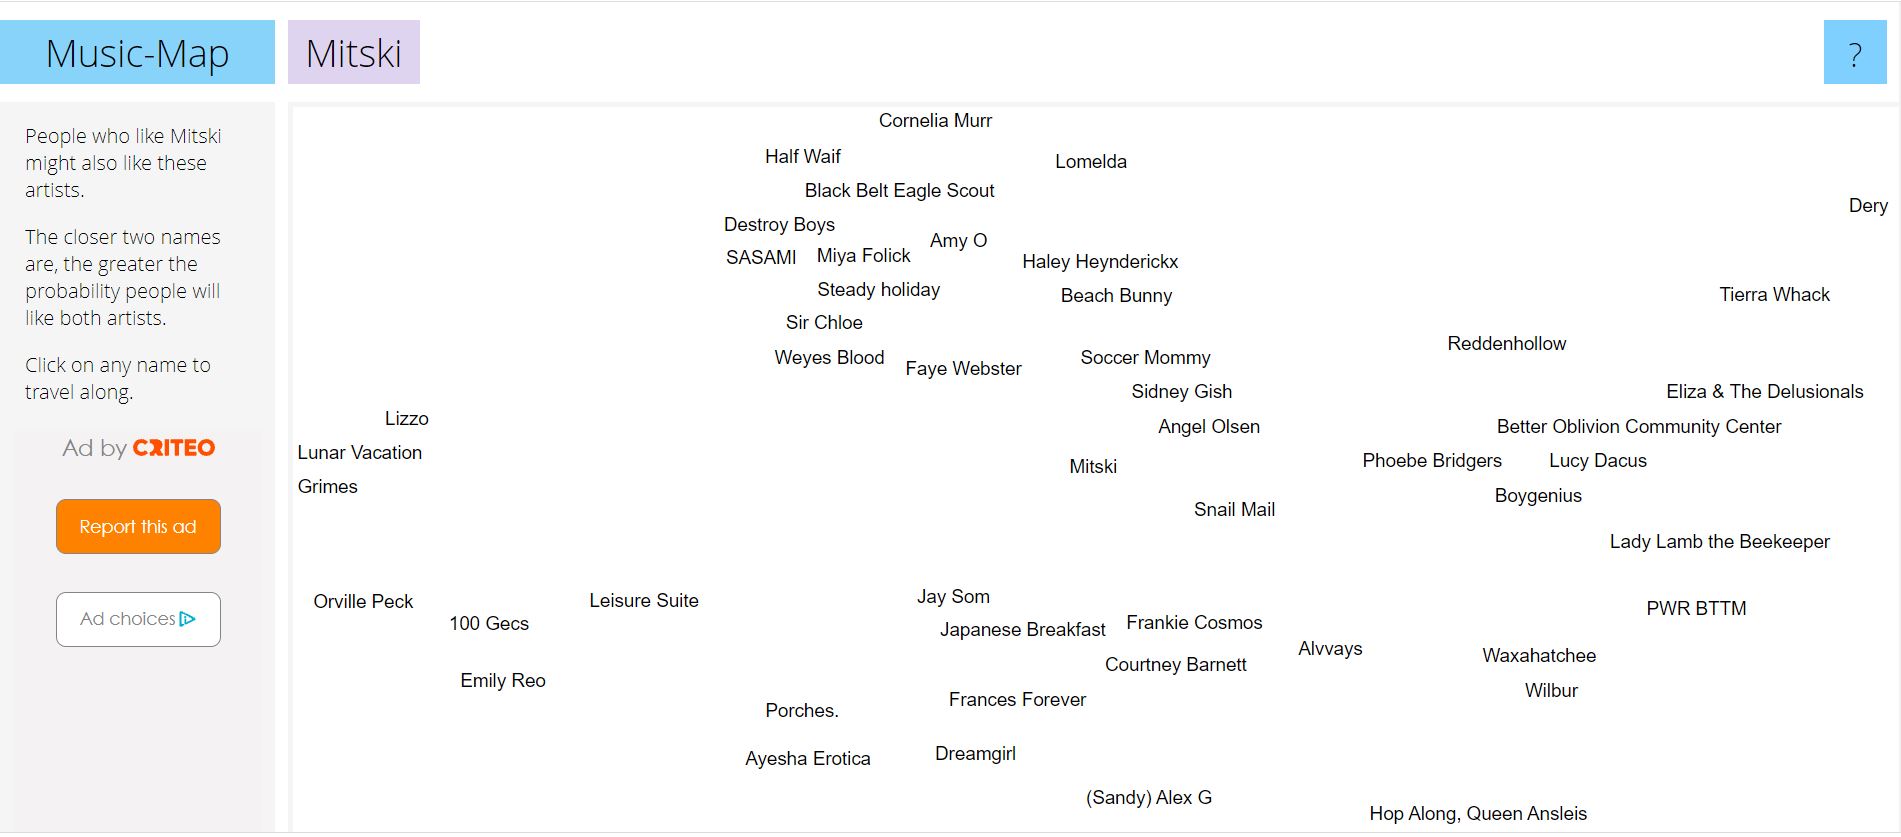 Music-Map
Mitski
?
People who like Mitski
might also like these
artists.
The closer two names
are, the greater the
probability people will
like both artists.
Click on any name to
travel along.
Ad by CRITEO
Report this ad
Ad choices
Cornelia Murr
Half Waif
Lomelda
Black Belt Eagle Scout
Dery
Destroy Boys
Amy O
SASAMI
Miya Folick
Haley Heynderickx
Steady holiday
Beach Bunny
Tierra Whack
Sir Chloe
Reddenhollow
Weyes Blood
Faye Webster
Soccer Mommy
Sidney Gish
Eliza & The Delusionals
Lizzo
Angel Olsen
Better Oblivion Community Center
Lunar Vacation
Mitski
Phoebe Bridgers
Lucy Dacus
Grimes
Boygenius
Snail Mail
Lady Lamb the Beekeeper
Orville Peck
Leisure Suite
Jay Som
PWR BTTM
100 Gecs
Japanese Breakfast
Frankie Cosmos
Alvvays
Waxahatchee
Courtney Barnett
Emily Reo
Wilbur
Frances Forever
Porches.
Ayesha Erotica
Dreamgirl
(Sandy) Alex G
Hop Along, Queen Ansleis